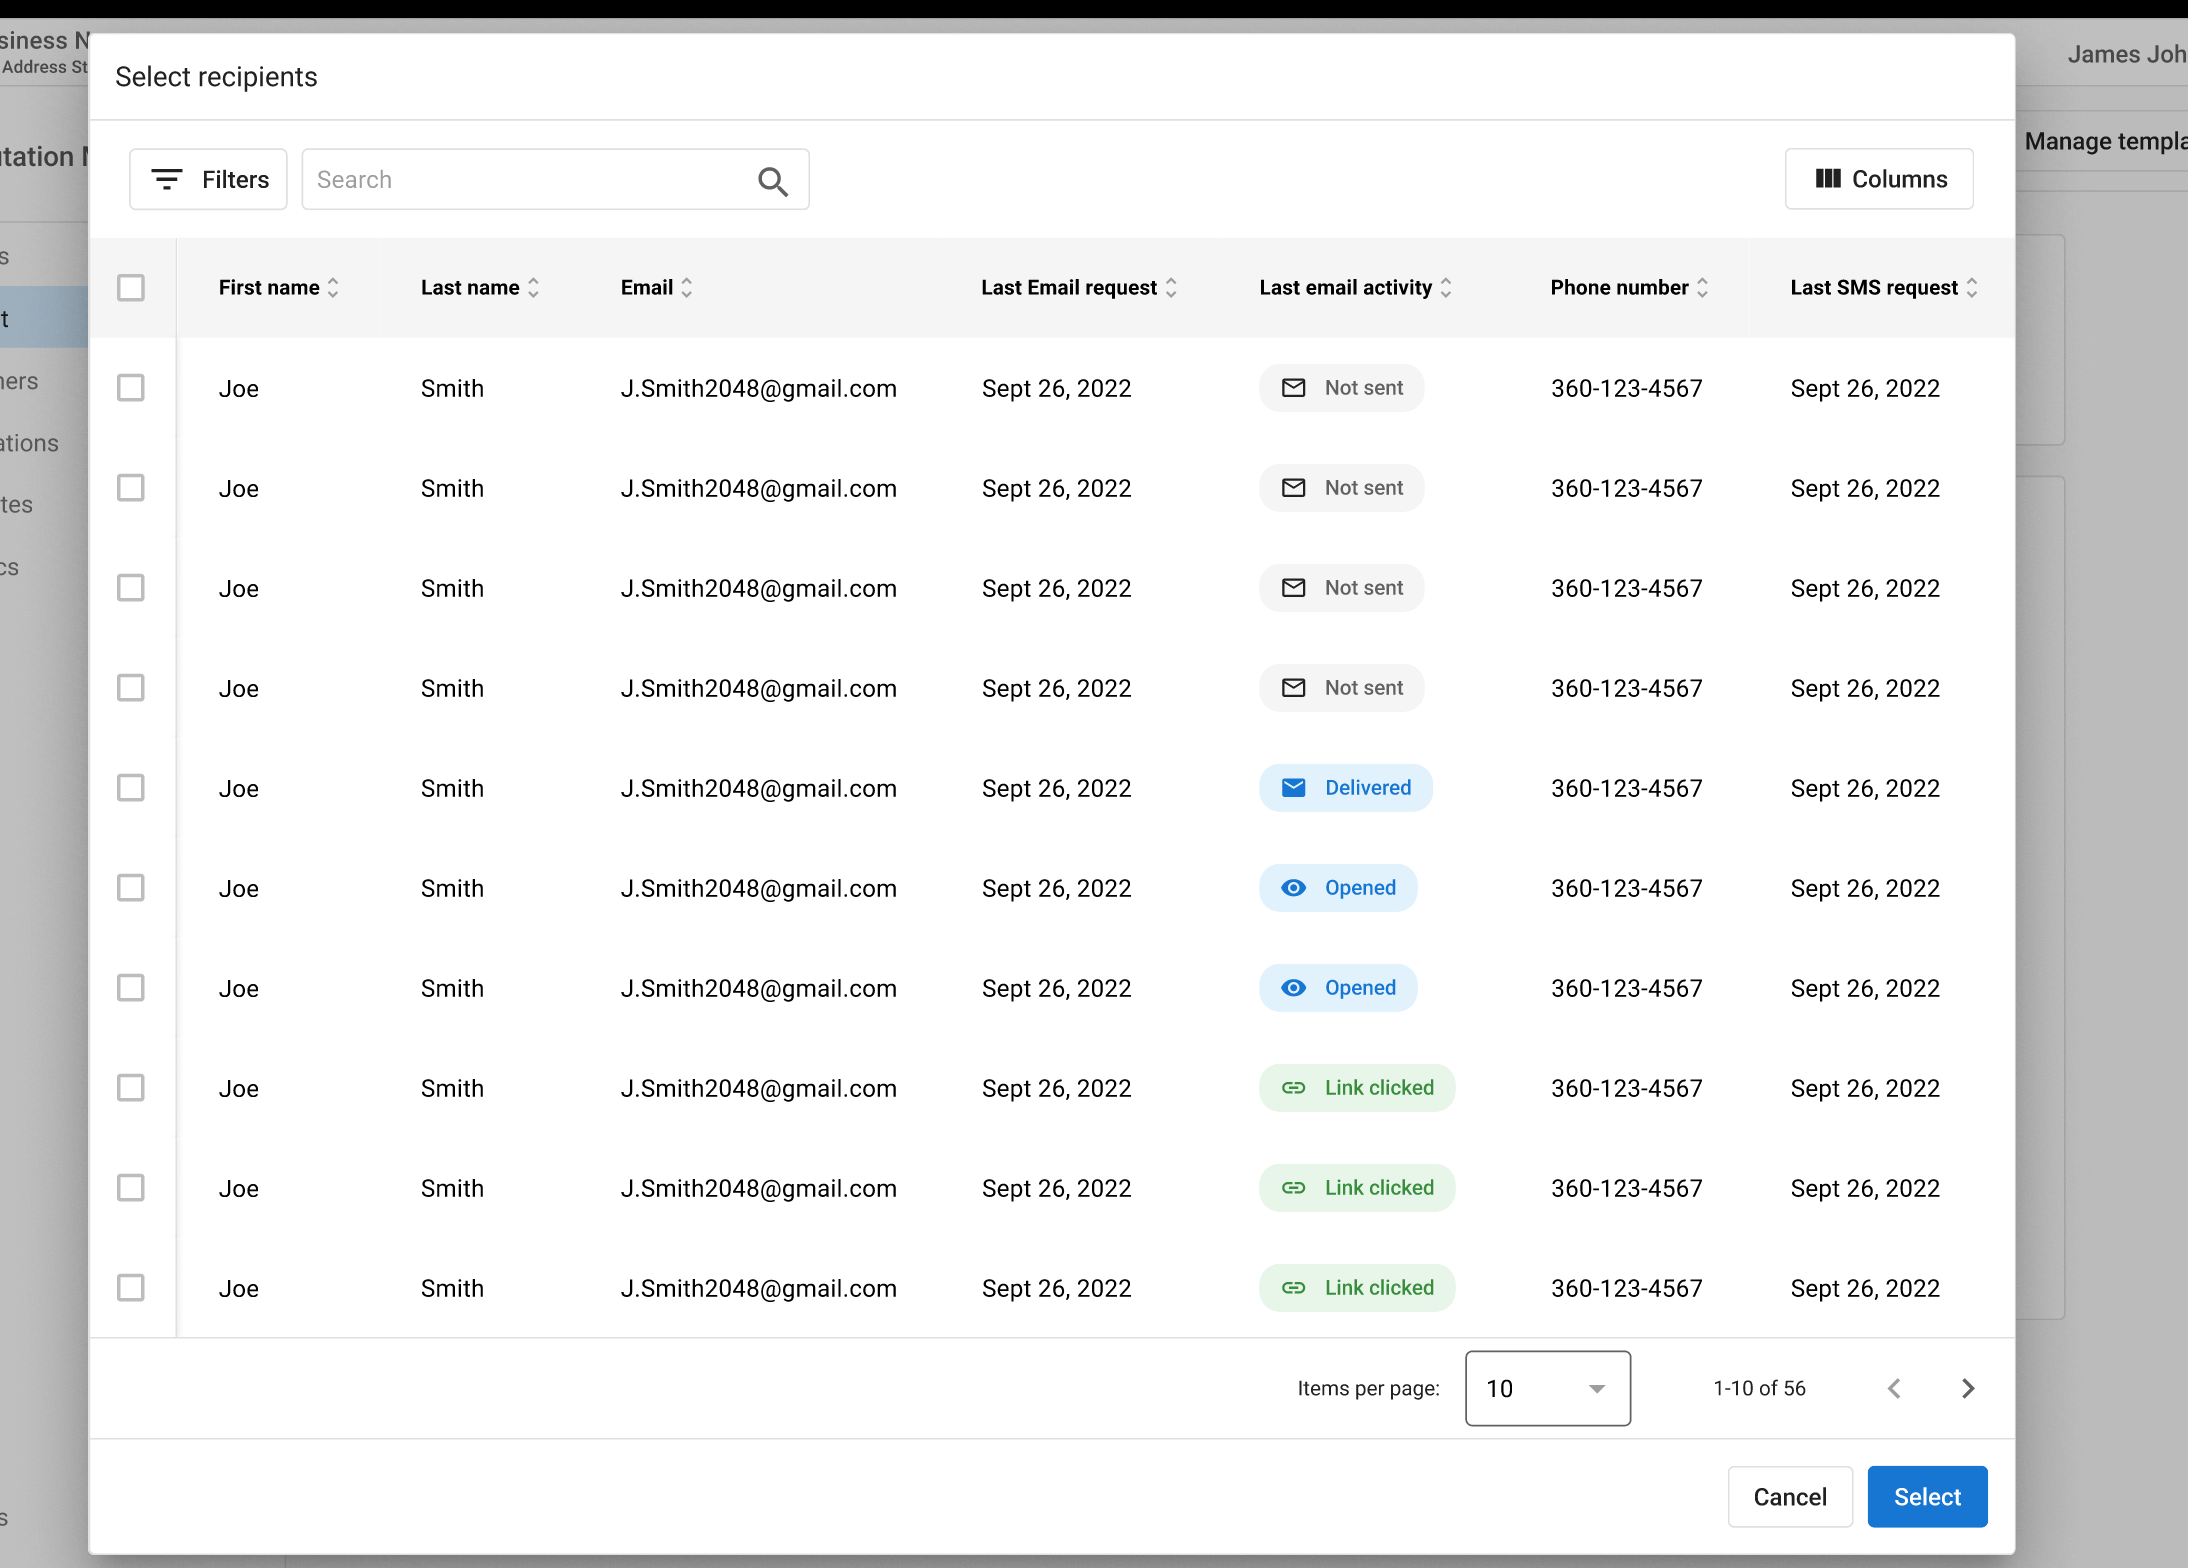 Address
James
Select recipients
Manage
Filters
Search
Columns
First name Last name Email Last Email request Last email activity Phone number Last SMS request
Joe Smith J.Smith2048@gmail.com Sept 26, 2022 Not sent 360-123-4567 Sept 26, 2022
Joe Smith J.Smith2048@gmail.com Sept 26, 2022 Not sent 360-123-4567 Sept 26, 2022
Joe Smith J.Smith2048@gmail.com Sept 26, 2022 Not sent 360-123-4567 Sept 26, 2022
Joe Smith J.Smith2048@gmail.com Sept 26, 2022 Not sent 360-123-4567 Sept 26, 2022
Joe Smith J.Smith2048@gmail.com Sept 26, 2022 Delivered 360-123-4567 Sept 26, 2022
Joe Smith J.Smith2048@gmail.com Sept 26, 2022 Opened 360-123-4567 Sept 26, 2022
Joe Smith J.Smith2048@gmail.com Sept 26, 2022 Opened 360-123-4567 Sept 26, 2022
Joe Smith J.Smith2048@gmail.com Sept 26, 2022 Link clicked 360-123-4567 Sept 26, 2022
Joe Smith J.Smith2048@gmail.com Sept 26, 2022 Link clicked 360-123-4567 Sept 26, 2022
Joe Smith J.Smith2048@gmail.com Sept 26, 2022 Link clicked 360-123-4567 Sept 26, 2022
Items per page: 10 1-10 of 56
Cancel Select